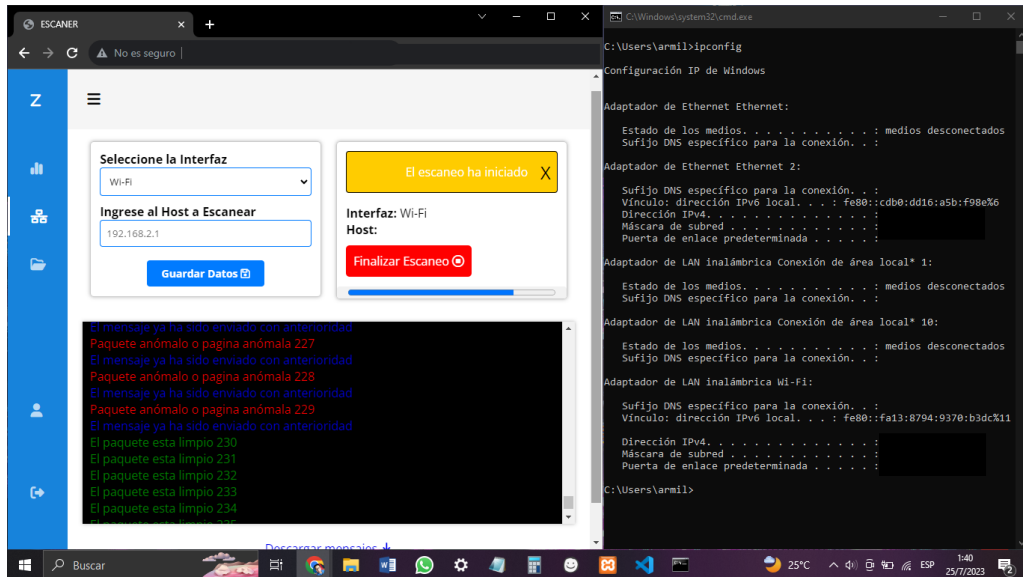 ESCANER
No es seguro
Z
Seleccione la Interfaz
Wi-Fi
Ingrese al Host a Escanear
192.168.2.1
Guardar Datos
El escaneo ha iniciado X
Interfaz: Wi-Fi
Host:
Finalizar Escaneo
El mensaje ya ha sido enviado con anterioridad
Paquete anómalo o pagina anómala 227
El mensaje ya ha sido enviado con anterioridad
Paquete anómalo o pagina anómala 228
El mensaje ya ha sido enviado con anterioridad
Paquete anómalo o pagina anómala 229
El mensaje ya ha sido enviado con anterioridad
El paquete esta limpio 230
El paquete esta limpio 231
El paquete esta limpio 232
El paquete esta limpio 233
El paquete esta limpio 234
El paquete esta limpio 235
Descargar mensajes
C:\Windows\system32\cmd.exe
C:\Users\armil>ipconfig
Configuración IP de Windows
Adaptador de Ethernet Ethernet:
Estado de los medios. . . . . . . . . . . : medios desconectados
Sufijo DNS específico para la conexión. . :
Adaptador de Ethernet Ethernet 2:
Sufijo DNS específico para la conexión. . :
Vínculo: dirección IPv6 local. . . : fe80::cdb0:dd16:a5b:f98e%6
Dirección IPv4. . . . . . . . . . . . . . :
Máscara de subred . . . . . . . . . . . . :
Puerta de enlace predeterminada . . . . . :
Adaptador de LAN inalámbrica Conexión de área local* 1:
Estado de los medios. . . . . . . . . . . : medios desconectados
Sufijo DNS específico para la conexión. . :
Adaptador de LAN inalámbrica Conexión de área local* 10:
Estado de los medios. . . . . . . . . . . : medios desconectados
Sufijo DNS específico para la conexión. . :
Adaptador de LAN inalámbrica Wi-Fi:
Sufijo DNS específico para la conexión. . :
Vínculo: dirección IPv6 local. . . : fe80::fa13:8794:9370:b3dc%11
Dirección IPv4. . . . . . . . . . . . . . :
Máscara de subred . . . . . . . . . . . . :
Puerta de enlace predeterminada . . . . . :
C:\Users\armil>
Buscar
25°C
ESP
1:40
25/7/2023
2